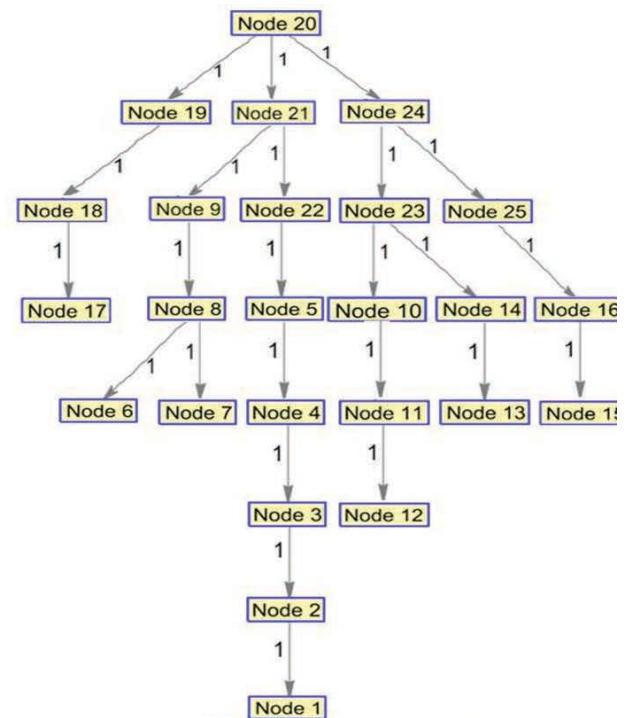 Node 20
1 1 1
Node 19 Node 21 Node 24
1 1 1 1 1
Node 18 Node 9 Node 22 Node 23 Node 25
1 1 1 1 1 1
Node 17 Node 8 Node 5 Node 10 Node 14 Node 16
1 1 1 1 1 1
Node 6 Node 7 Node 4 Node 11 Node 13 Node 15
1 1
Node 3 Node 12
1
Node 2
1
Node 1